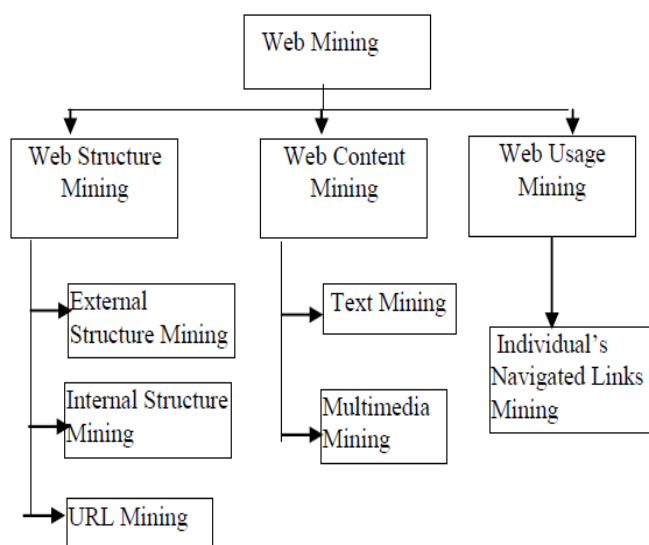 Web Mining
Web Structure
Mining
Web Content
Mining
Web Usage
Mining
External
Structure Mining
Internal Structure
Mining
URL Mining
Text Mining
Multimedia
Mining
Individual's
Navigated Links
Mining